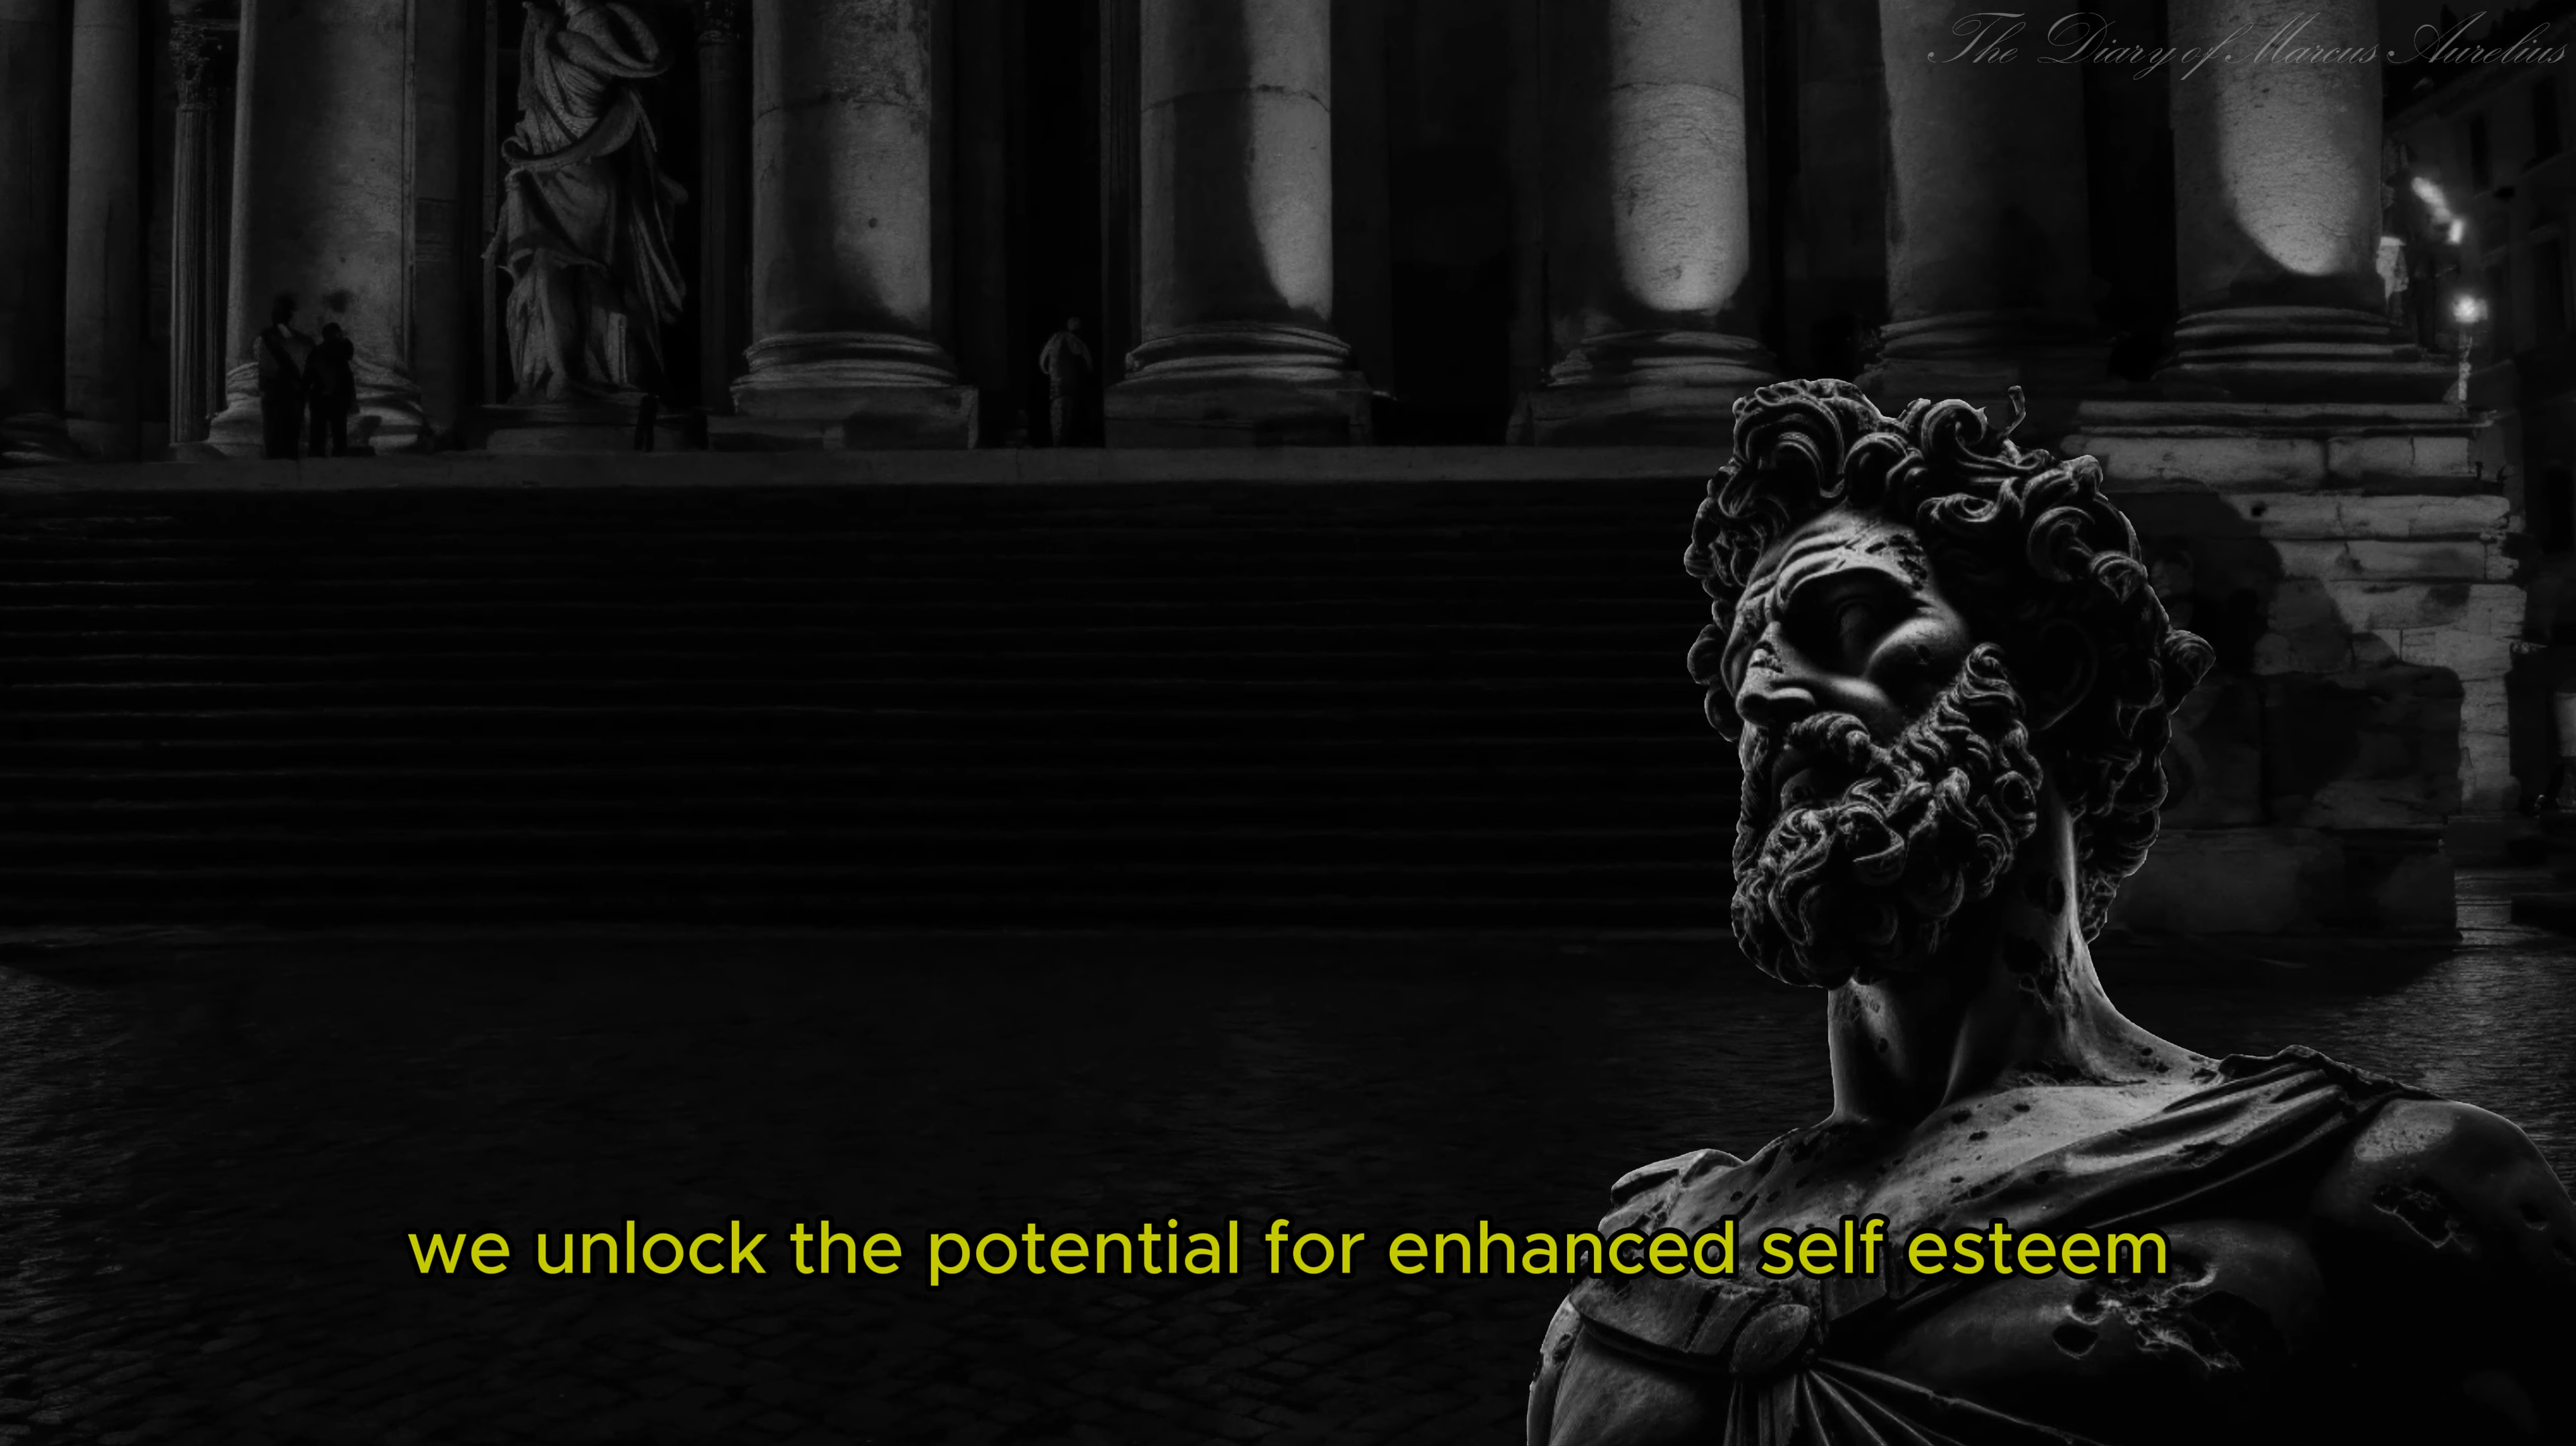 The Diary of Marcus Aurelius
we unlock the potential for enhanced self esteem